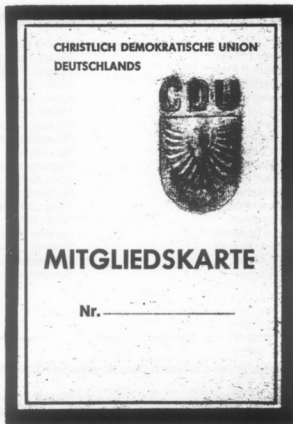 CHRISTLICH DEMOKRATISCHE UNION
DEUTSCHLANDS
CDU
MITGLIEDSKARTE
Nr.